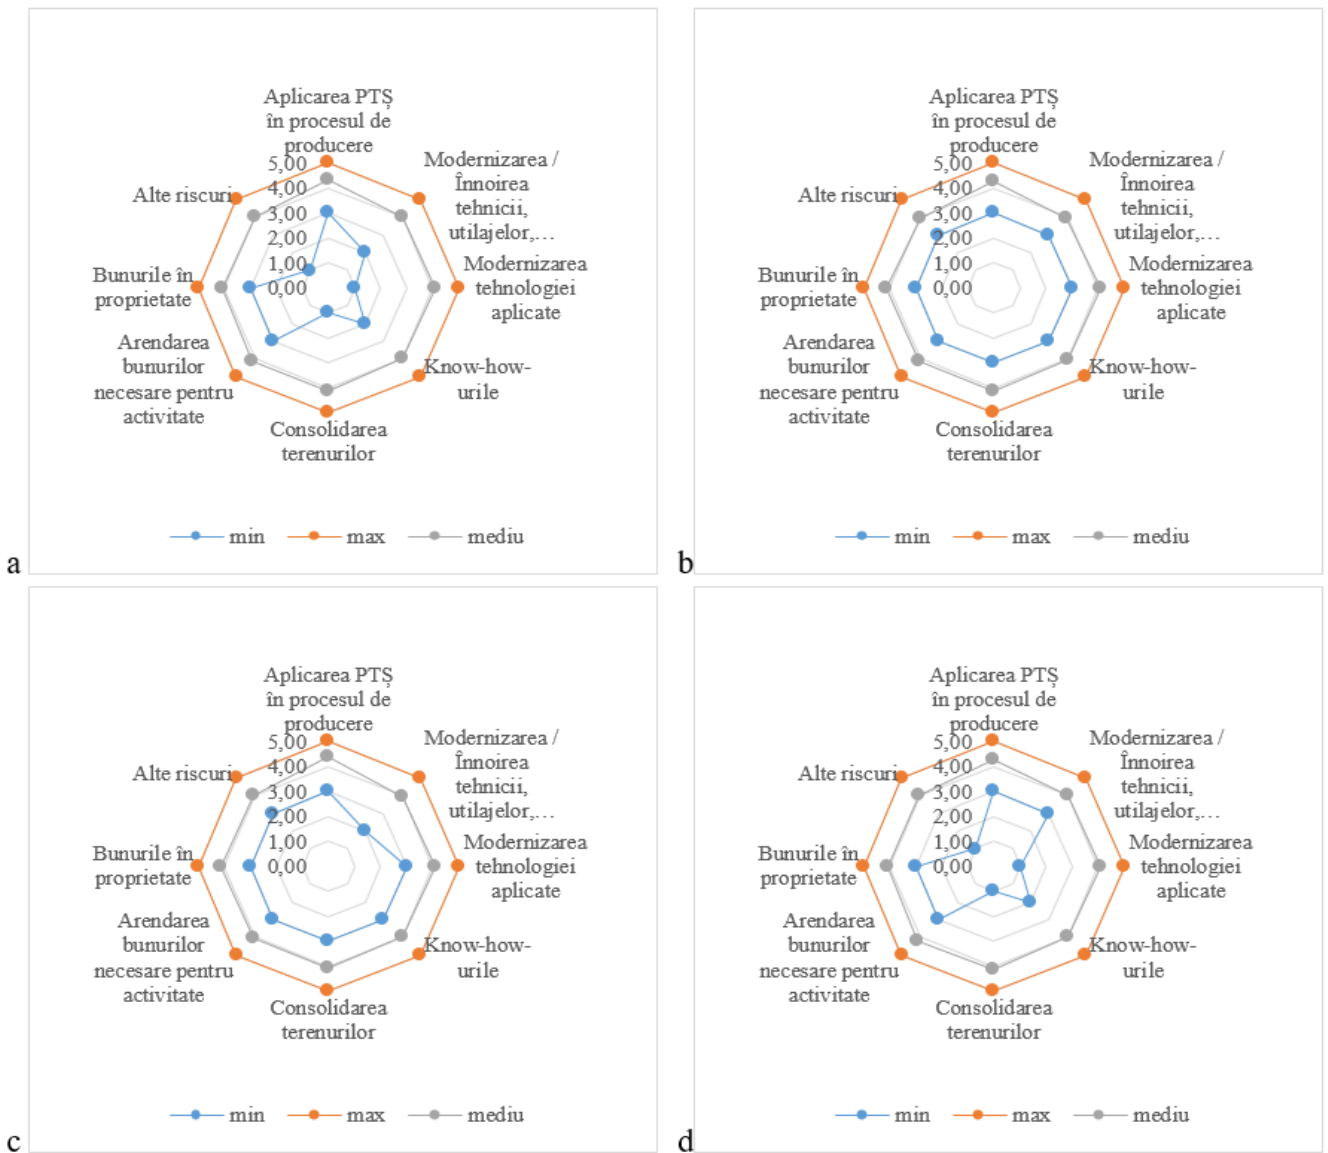 Aplicarea PTȘ
în procesul de
producere
Modernizarea /
Înnoirea
tehnicii,
utilajelor,…
Modernizarea
tehnologiei
aplicate
Know-how-
urile
Consolidarea
terenurilor
Arendarea
bunurilor
necesare pentru
activitate
Bunurile în
proprietate
Alte riscuri
5,00
4,00
3,00
2,00
1,00
0,00
min
max
mediu
a
Aplicarea PTȘ
în procesul de
producere
Modernizarea /
Înnoirea
tehnicii,
utilajelor,…
Modernizarea
tehnologiei
aplicate
Know-how-
urile
Consolidarea
terenurilor
Arendarea
bunurilor
necesare pentru
activitate
Bunurile în
proprietate
Alte riscuri
5,00
4,00
3,00
2,00
1,00
0,00
min
max
mediu
b
Aplicarea PTȘ
în procesul de
producere
Modernizarea /
Înnoirea
tehnicii,
utilajelor,…
Modernizarea
tehnologiei
aplicate
Know-how-
urile
Consolidarea
terenurilor
Arendarea
bunurilor
necesare pentru
activitate
Bunurile în
proprietate
Alte riscuri
5,00
4,00
3,00
2,00
1,00
0,00
min
max
mediu
c
Aplicarea PTȘ
în procesul de
producere
Modernizarea /
Înnoirea
tehnicii,
utilajelor,…
Modernizarea
tehnologiei
aplicate
Know-how-
urile
Consolidarea
terenurilor
Arendarea
bunurilor
necesare pentru
activitate
Bunurile în
proprietate
Alte riscuri
5,00
4,00
3,00
2,00
1,00
0,00
min
max
mediu
d